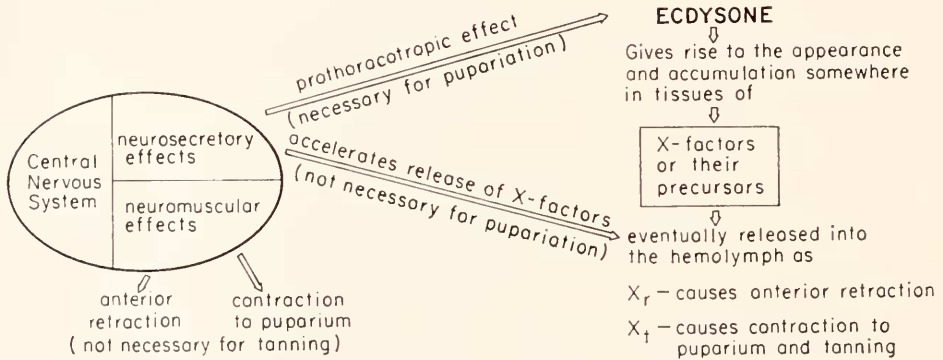 Central
Nervous
System
neurosecretory
effects
neuromuscular
effects
prothoracotropic effect
(necessary for pupariation)
accelerates release of X-factors
(not necessary for pupariation)
anterior
retraction
contraction
to puparium
( not necessary for tanning )
ECDYSONE
Gives rise to the appearance
and accumulation somewhere
in tissues of
X-factors
or their
precursars
eventually released into
the hemolymph as
Xr – causes anterior retraction
Xt – causes contraction to
puparium and tanning